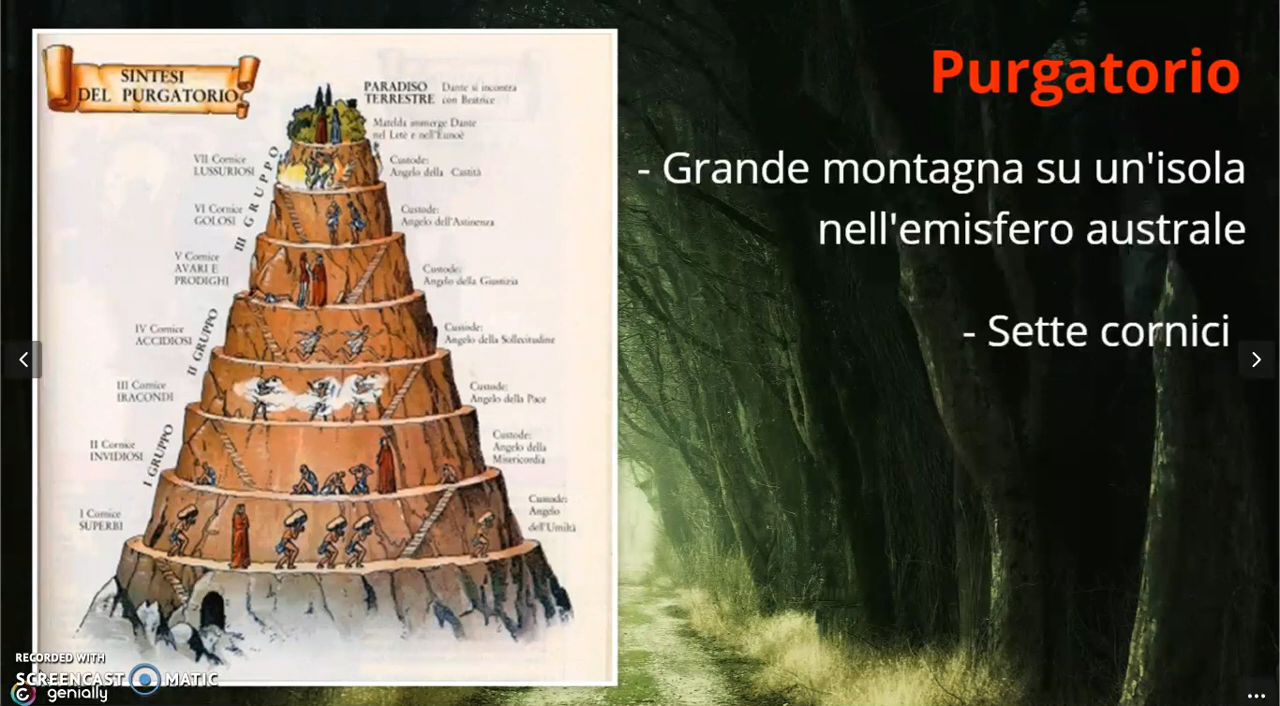 SINTESI
DEL PURGATORIO
PARADISO
TERRESTRE
Dante si incontra
con Beatrice
Matelda immerge Dante
nel Lete e nell'Eunoè
VII Cornice
LUSSURIOSI
Custode:
Angelo della Castità
III GRUPPO
VI Cornice
GOLOSI
Custode:
Angelo dell'Astinenza
V Cornice
AVARI E
PRODIGHI
Custode:
Angelo della Giustizia
II GRUPPO
IV Cornice
ACCIDIOSI
Custode:
Angelo della Sollecitudine
III Cornice
IRACONDI
Custode:
Angelo della Pace
I GRUPPO
II Cornice
INVIDIOSI
Custode:
Angelo della
Misericordia
I Cornice
SUPERBI
Custode:
Angelo
dell'Umiltà
Purgatorio
- Grande montagna su un'isola
nell'emisfero australe
- Sette cornici
RECORDED WITH
SCREENCAST MATIC
genially